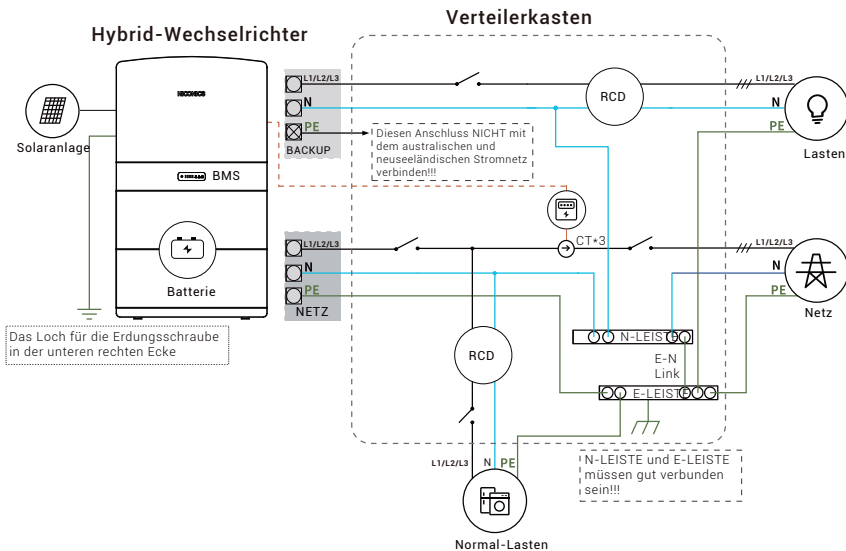 Verteilerkasten
Hybrid-Wechselrichter
HICONICS
L1/L2/L3
N
PE
BACKUP
Diesen Anschluss NICHT mit
dem australischen und
neuseeländischen Stromnetz
verbinden!!!
RCD
L1/L2/L3
N
PE
Lasten
Solaranlage
BMS
Batterie
L1/L2/L3
N
PE
NETZ
CT*3
L1/L2/L3
N
PE
Netz
Das Loch für die Erdungsschraube
in der unteren rechten Ecke
RCD
N-LEISTE
E-N
Link
E-LEISTE
L1/L2/L3
N
PE
N-LEISTE und E-LEISTE
müssen gut verbunden
sein!!!
Normal-Lasten